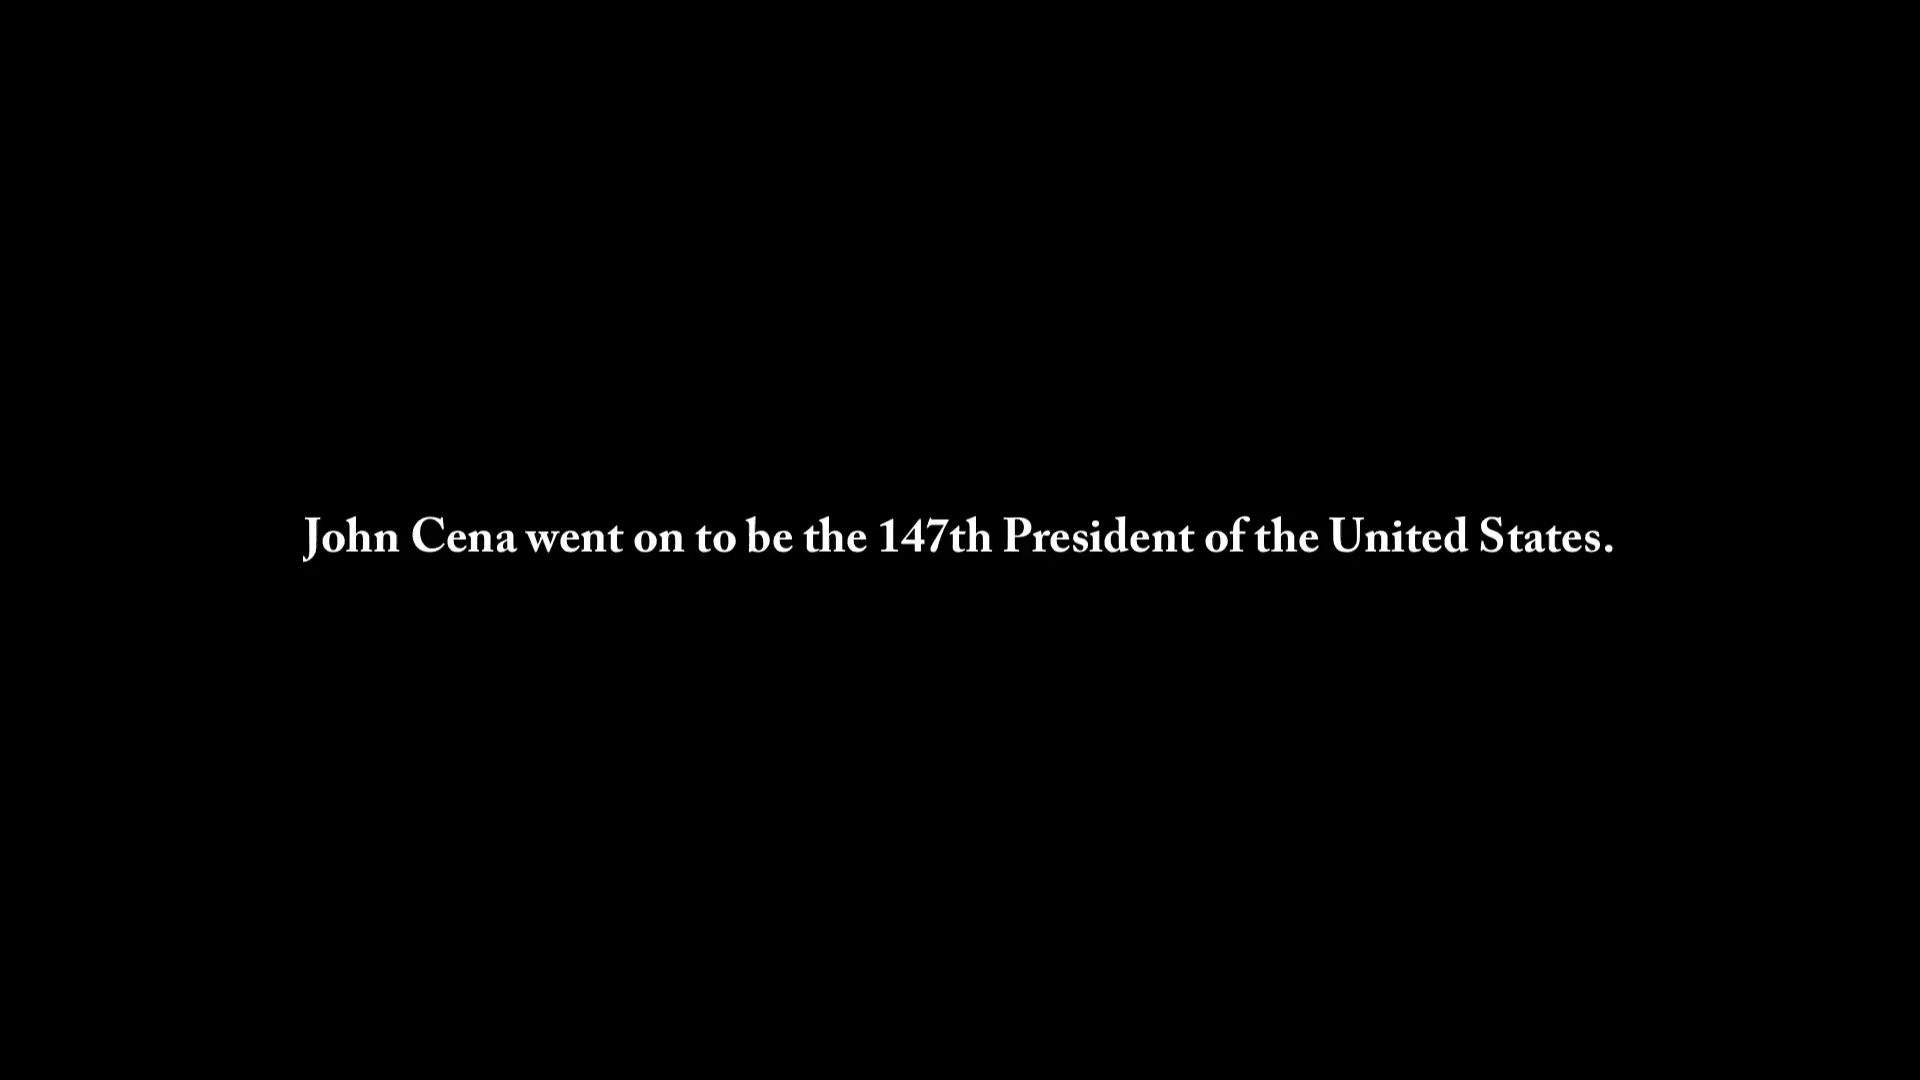 John Cena went on to be the 147th President of the United States.